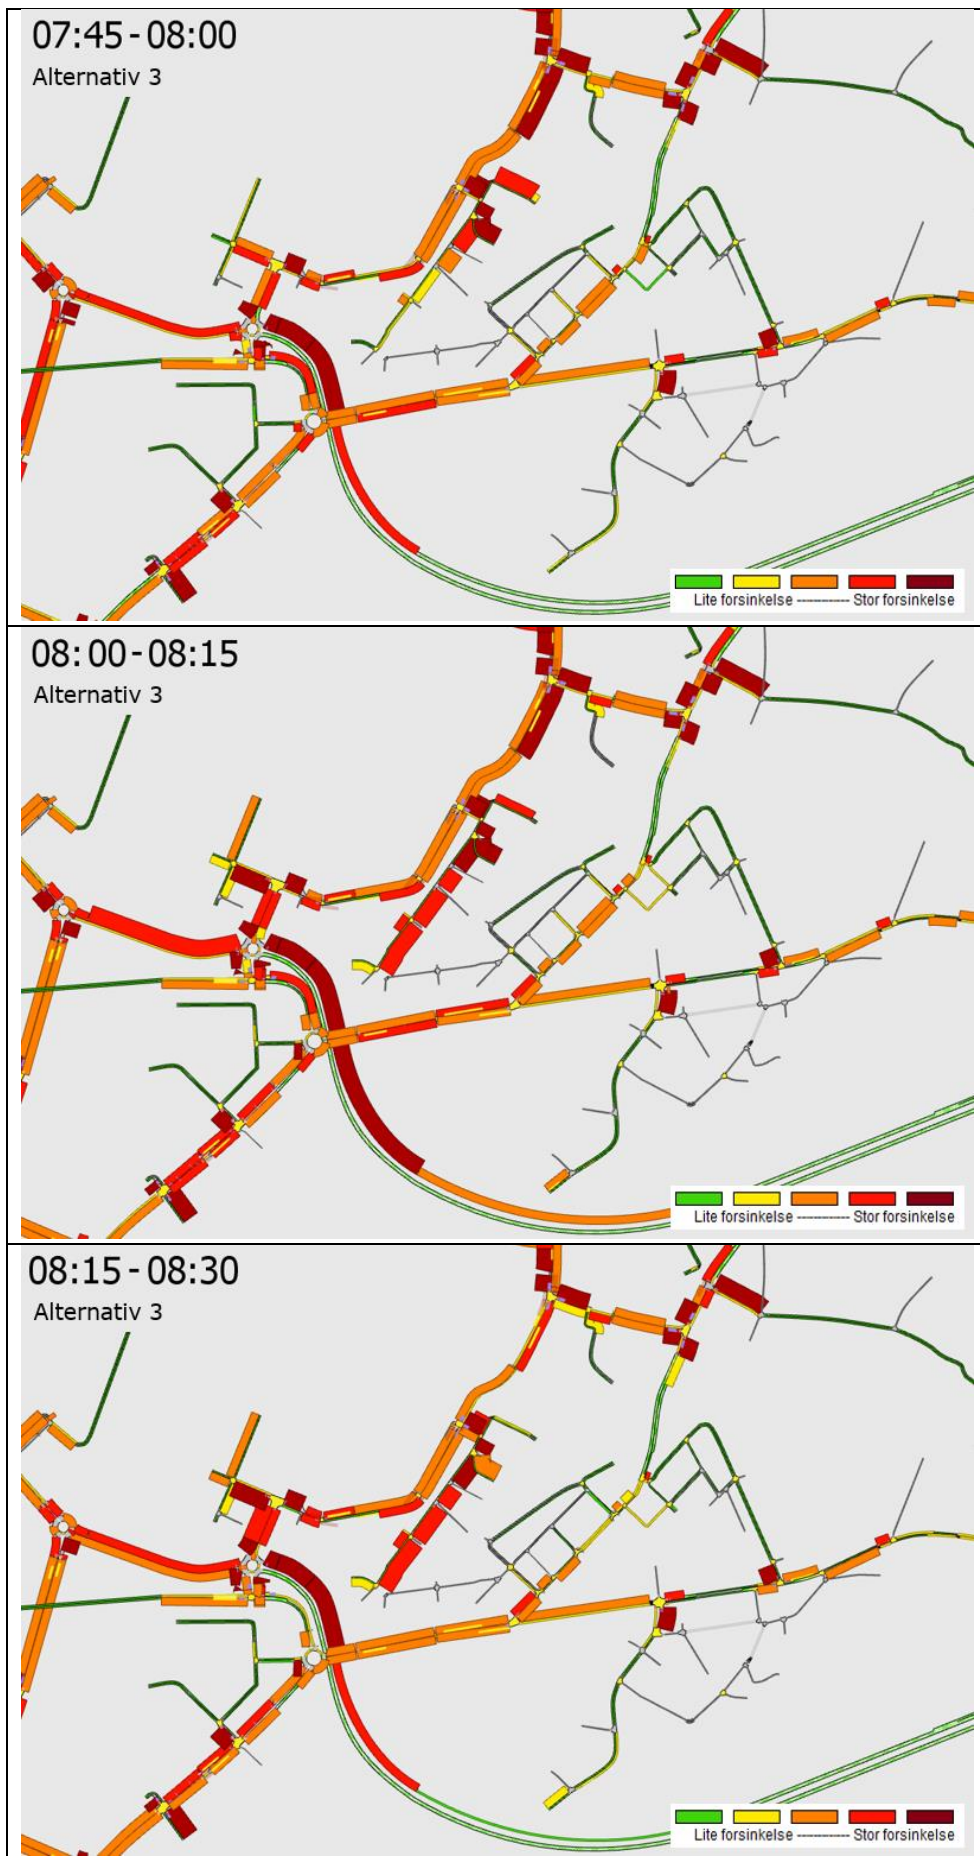 07:45 - 08:00
Alternativ 3
Lite forsinkelse ------------- Stor forsinkelse
08:00 - 08:15
Alternativ 3
Lite forsinkelse ------------- Stor forsinkelse
08:15 - 08:30
Alternativ 3
Lite forsinkelse ------------- Stor forsinkelse